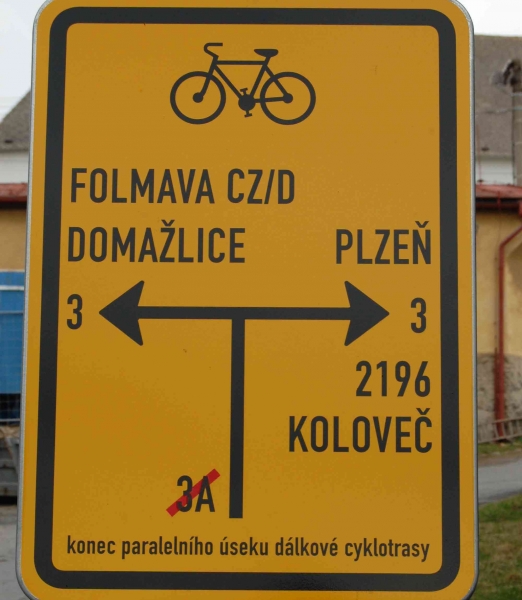 FOLMAVA CZ/D
DOMAŽLICE PLZEŇ
3 3
2196
KOLOVEČ
3A
konec paralelního úseku dálkové cyklotrasy